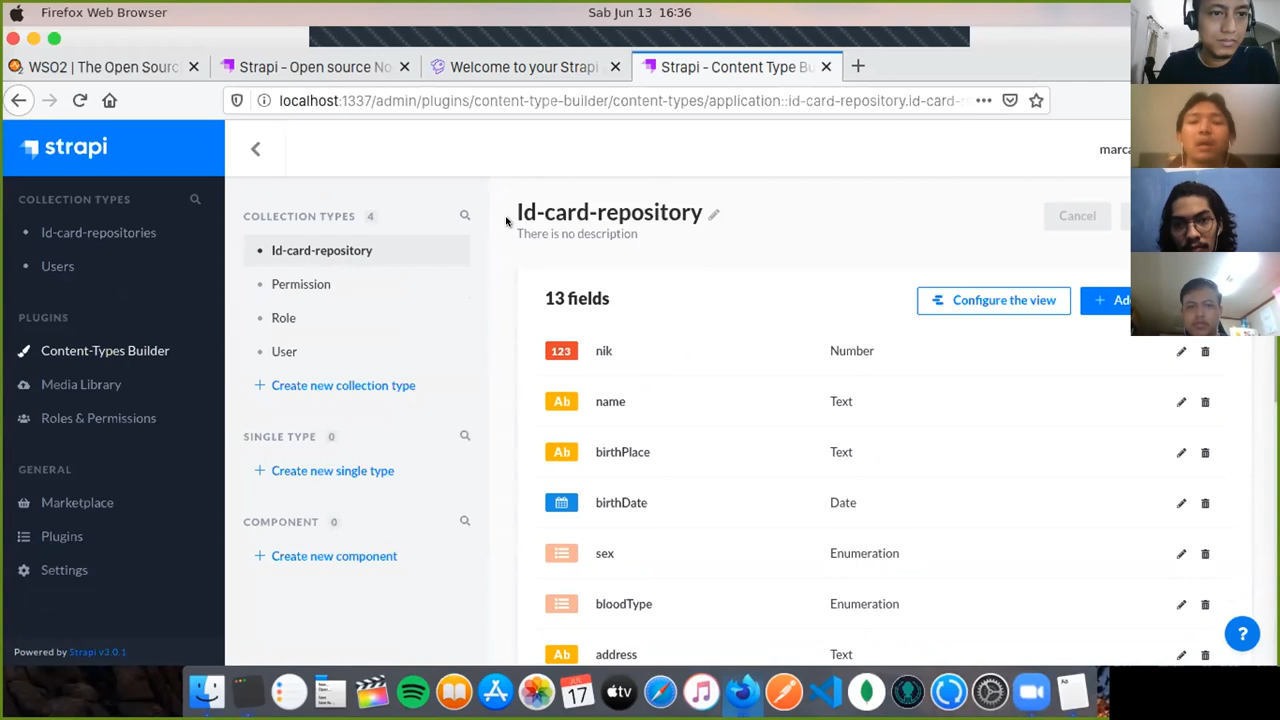 Firefox Web Browser
Sab Jun 13 16:36
WSO2 | The Open Sourc
Strapi - Open source No
Welcome to your Strapi
Strapi - Content Type Bu
localhost:1337/admin/plugins/content-type-builder/content-types/application::id-card-repository.id-card-r
strapi
marca
COLLECTION TYPES
Id-card-repositories
Users
PLUGINS
Content-Types Builder
Media Library
Roles & Permissions
GENERAL
Marketplace
Plugins
Settings
Powered by Strapi v3.0.1
COLLECTION TYPES 4
Id-card-repository
Permission
Role
User
+ Create new collection type
SINGLE TYPE 0
+ Create new single type
COMPONENT 0
+ Create new component
Id-card-repository
There is no description
Cancel
13 fields
Configure the view
+ Ad
123 nik Number
Ab name Text
Ab birthPlace Text
birthDate Date
sex Enumeration
bloodType Enumeration
Ab address Text
?
JUL
17
tv